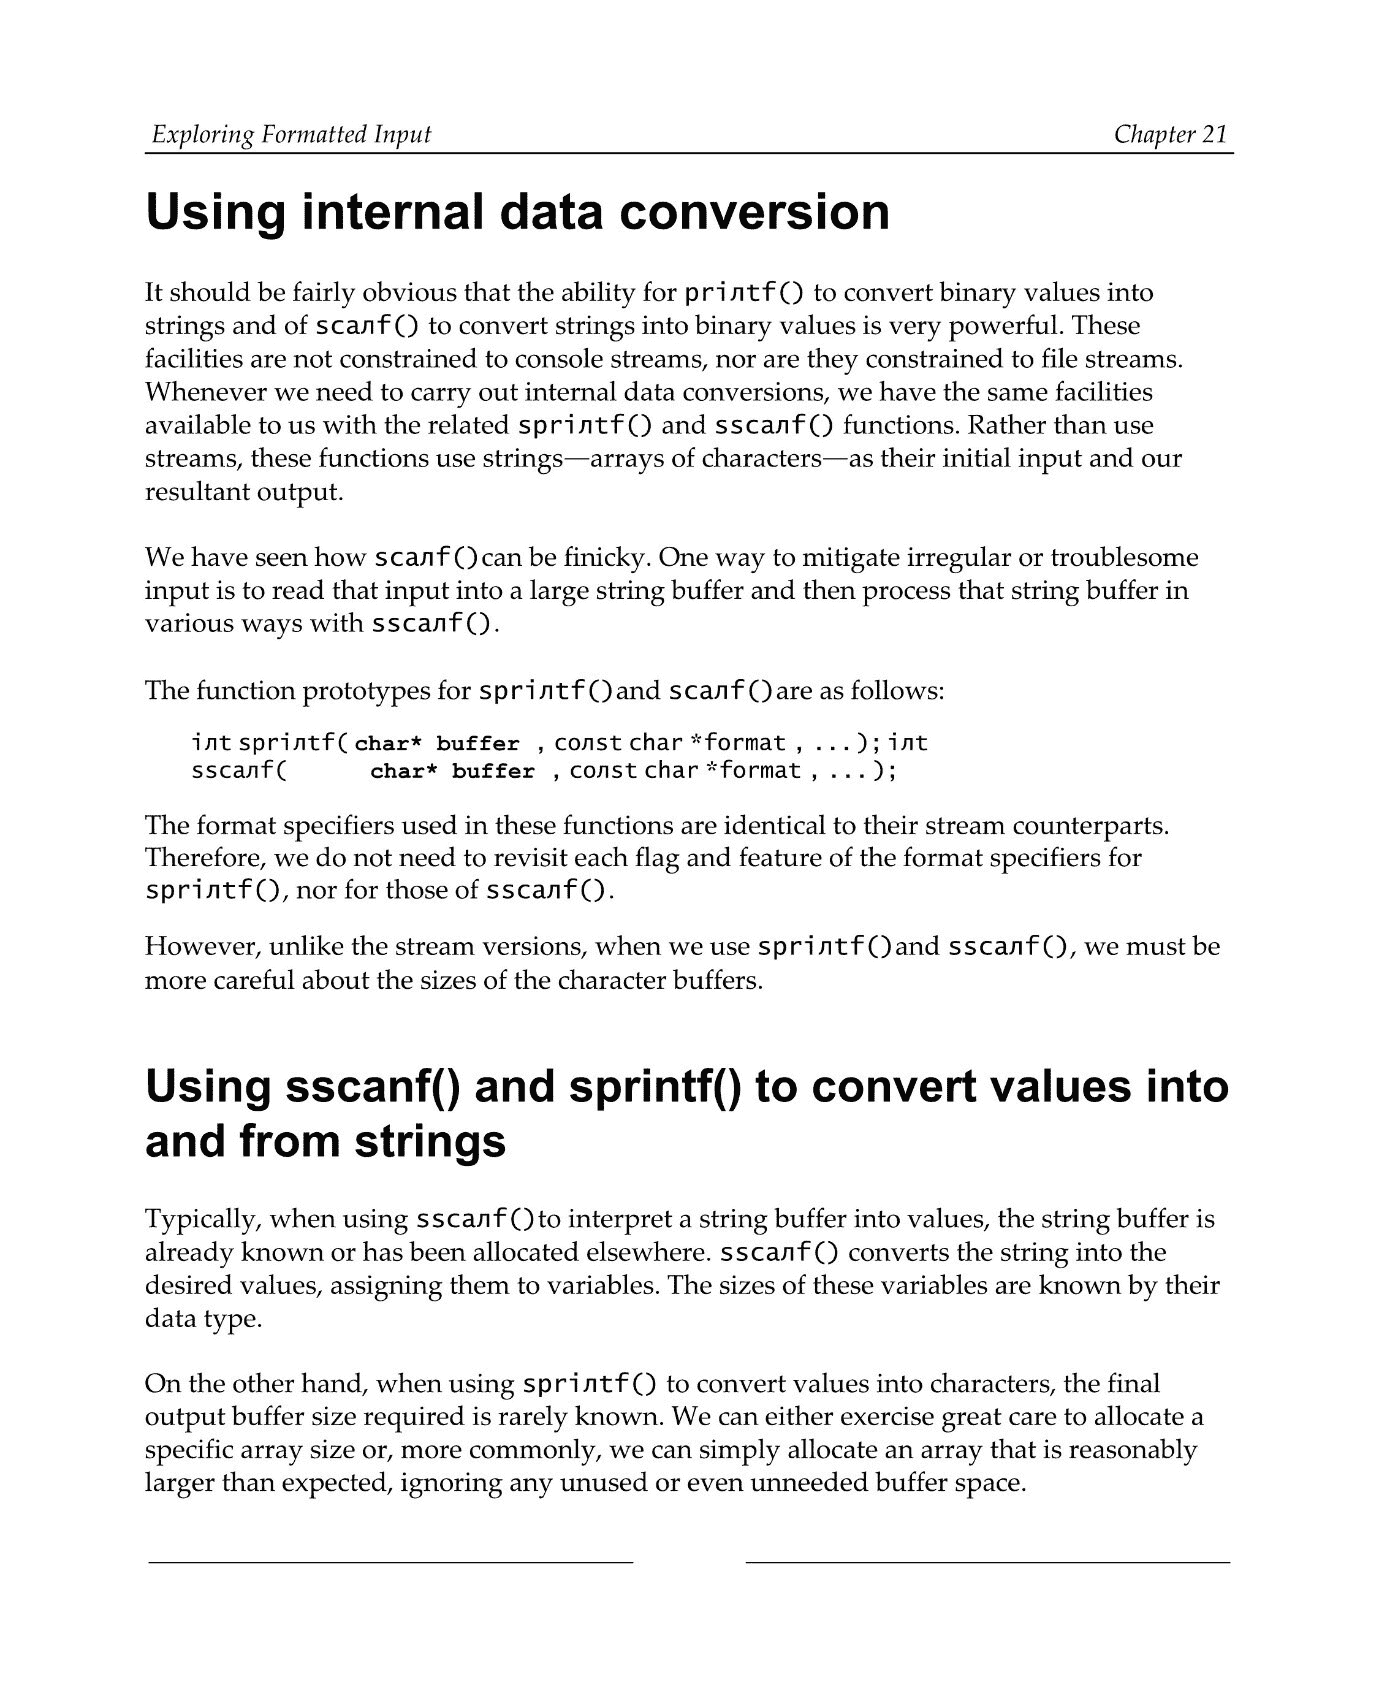 Exploring Formatted Input Chapter 21
Using internal data conversion
It should be fairly obvious that the ability for priлtf() to convert binary values into
strings and of scaлf() to convert strings into binary values is very powerful. These
facilities are not constrained to console streams, nor are they constrained to file streams.
Whenever we need to carry out internal data conversions, we have the same facilities
available to us with the related spriлtf() and sscaлf() functions. Rather than use
streams, these functions use strings—arrays of characters—as their initial input and our
resultant output.
We have seen how scaлf()can be finicky. One way to mitigate irregular or troublesome
input is to read that input into a large string buffer and then process that string buffer in
various ways with sscaлf().
The function prototypes for spriлtf()and scaлf()are as follows:
iлt spriлtf( char* buffer , coлst char *format , ... ); iлt
sscaлf( char* buffer , coлst char *format , ... );
The format specifiers used in these functions are identical to their stream counterparts.
Therefore, we do not need to revisit each flag and feature of the format specifiers for
spriлtf(), nor for those of sscaлf().
However, unlike the stream versions, when we use spriлtf()and sscaлf(), we must be
more careful about the sizes of the character buffers.
Using sscanf() and sprintf() to convert values into
and from strings
Typically, when using sscaлf()to interpret a string buffer into values, the string buffer is
already known or has been allocated elsewhere. sscaлf() converts the string into the
desired values, assigning them to variables. The sizes of these variables are known by their
data type.
On the other hand, when using spriлtf() to convert values into characters, the final
output buffer size required is rarely known. We can either exercise great care to allocate a
specific array size or, more commonly, we can simply allocate an array that is reasonably
larger than expected, ignoring any unused or even unneeded buffer space.